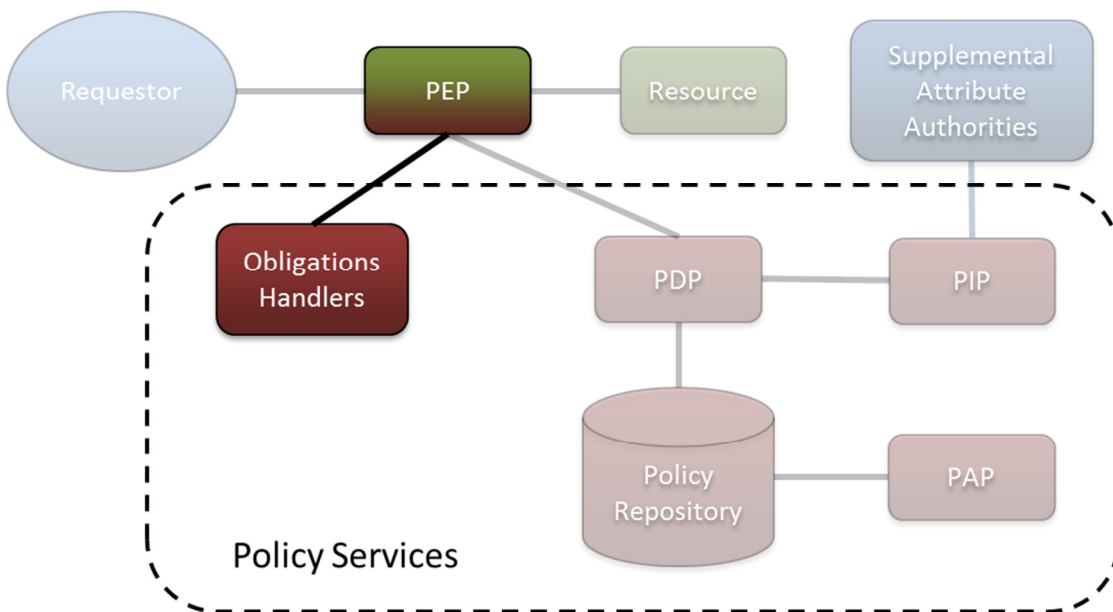 Requestor
PEP
Resource
Supplemental
Attribute
Authorities
Obligations
Handlers
PDP
PIP
Policy
Repository
PAP
Policy Services